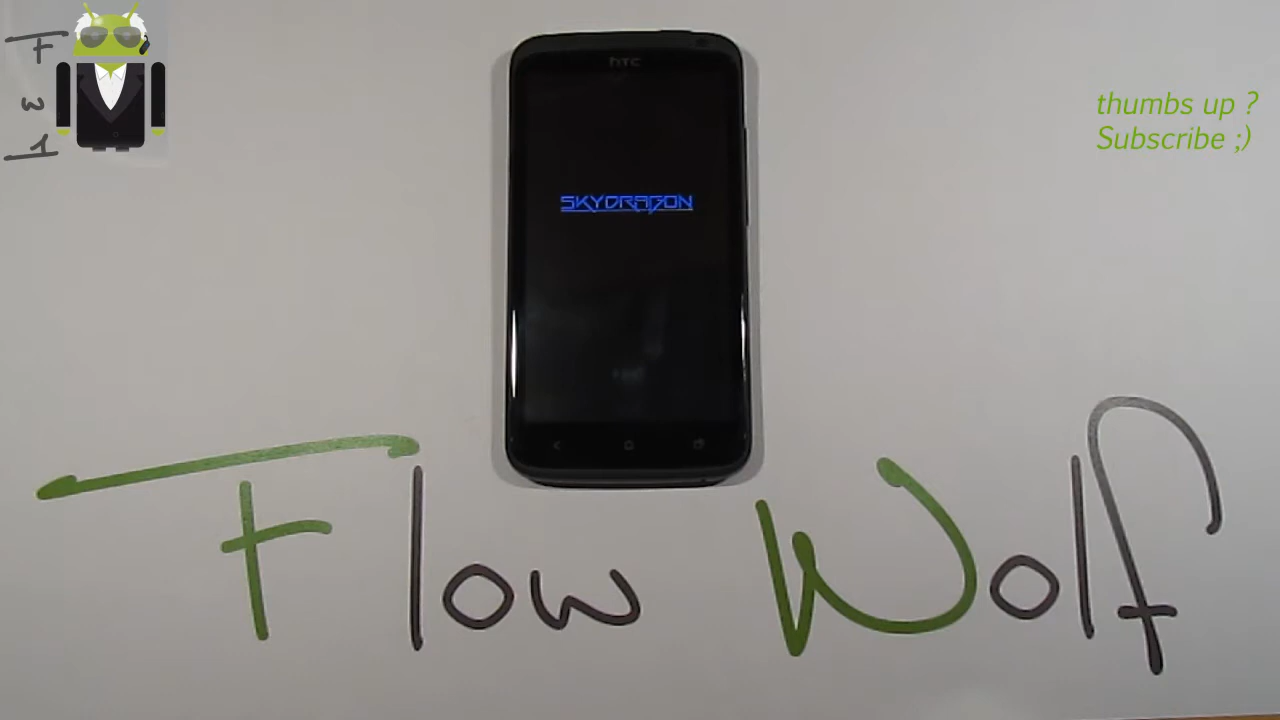 F
W
1
thumbs up ?
Subscribe ;)
hTC
SKYDRAGON
Flow Wolf